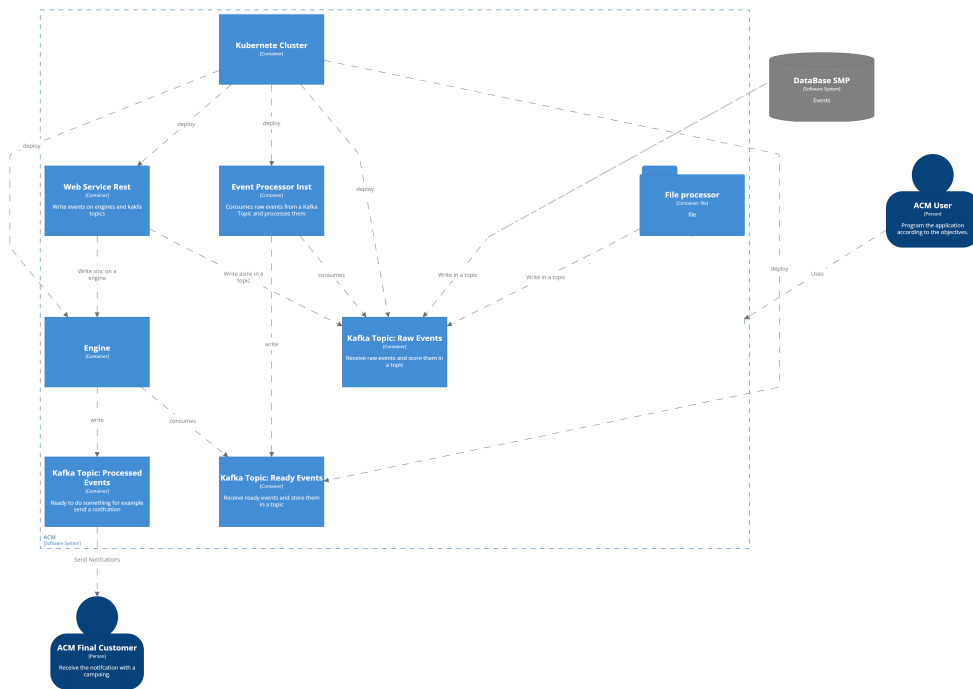 Kubernete Cluster
[Container]
DataBase SMP
[Software System]
Events
deploy
deploy
deploy
deploy
Web Service Rest
[Container]
Write events on engines and kakfa
topics
Event Processor Inst
[Container]
Consumes raw events from a Kafka
Topic and processes them
File processor
[Container: file]
file
ACM User
[Person]
Program the application
according to the objectives.
Write sinc on a
engine
Write asinc in a
topic
consumes
Write in a topic
Write in a topic
deploy
Uses
Engine
[Container]
write
Kafka Topic: Raw Events
[Container]
Receive raw events and store them in
a topic
write
consumes
Kafka Topic: Processed
Events
[Container]
Ready to do something for example
send a notifcation
Kafka Topic: Ready Events
[Container]
Receive ready events and store them
in a topic
ACM
[Software System]
Send Notifcations
ACM Final Customer
[Person]
Receive the notifcation with a
campaing.